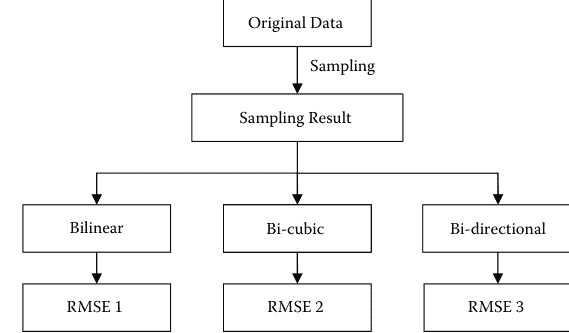 Original Data
Sampling
Sampling Result
Bilinear
Bi-cubic
Bi-directional
RMSE 1
RMSE 2
RMSE 3